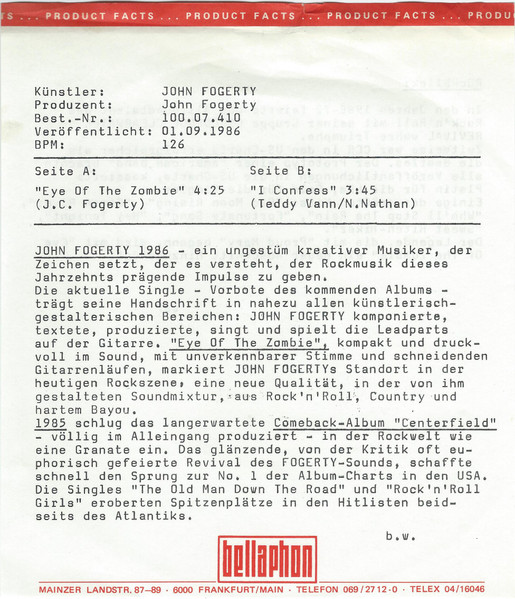 TS ... PRODUCT FACTS ... PRODUCT FACTS ... PRODUCT FACTS ... PRODU
Künstler: JOHN FOGERTY
Produzent: John Fogerty
Best.-Nr.: 100.07.410
Veröffentlicht: 01.09.1986
BPM: 126
Seite A: Seite B:
"Eye Of The Zombie" 4:25 "I Confess" 3:45
(J.C. Fogerty) (Teddy Vann/N.Nathan)
JOHN FOGERTY 1986 - ein ungestüm kreativer Musiker, der
Zeichen setzt, der es versteht, der Rockmusik dieses
Jahrzehnts prägende Impulse zu geben.
Die aktuelle Single - Vorbote des kommenden Albums -
trägt seine Handschrift in nahezu allen künstlerisch-
gestalterischen Bereichen: JOHN FOGERTY komponierte,
textete, produzierte, singt und spielt die Leadparts
auf der Gitarre. "Eye Of The Zombie", kompakt und druck-
voll im Sound, mit unverkennbarer Stimme und schneidenden
Gitarrenläufen, markiert JOHN FOGERTYs Standort in der
heutigen Rockszene, eine neue Qualität, in der von ihm
gestalteten Soundmixtur, aus Rock'n'Roll, Country und
hartem Bayou.
1985 schlug das langerwartete Comeback-Album "Centerfield"
- völlig im Alleingang produziert - in der Rockwelt wie
eine Granate ein. Das glänzende, von der Kritik oft eu-
phorisch gefeierte Revival des FOGERTY-Sounds, schaffte
schnell den Sprung zur No. 1 der Album-Charts in den USA.
Die Singles "The Old Man Down The Road" und "Rock'n'Roll
Girls" eroberten Spitzenplätze in den Hitlisten beid-
seits des Atlantiks.
b.w.
bellaphon
MAINZER LANDSTR. 87-89 · 6000 FRANKFURT/MAIN · TELEFON 069/2712-0 · TELEX 04/16046